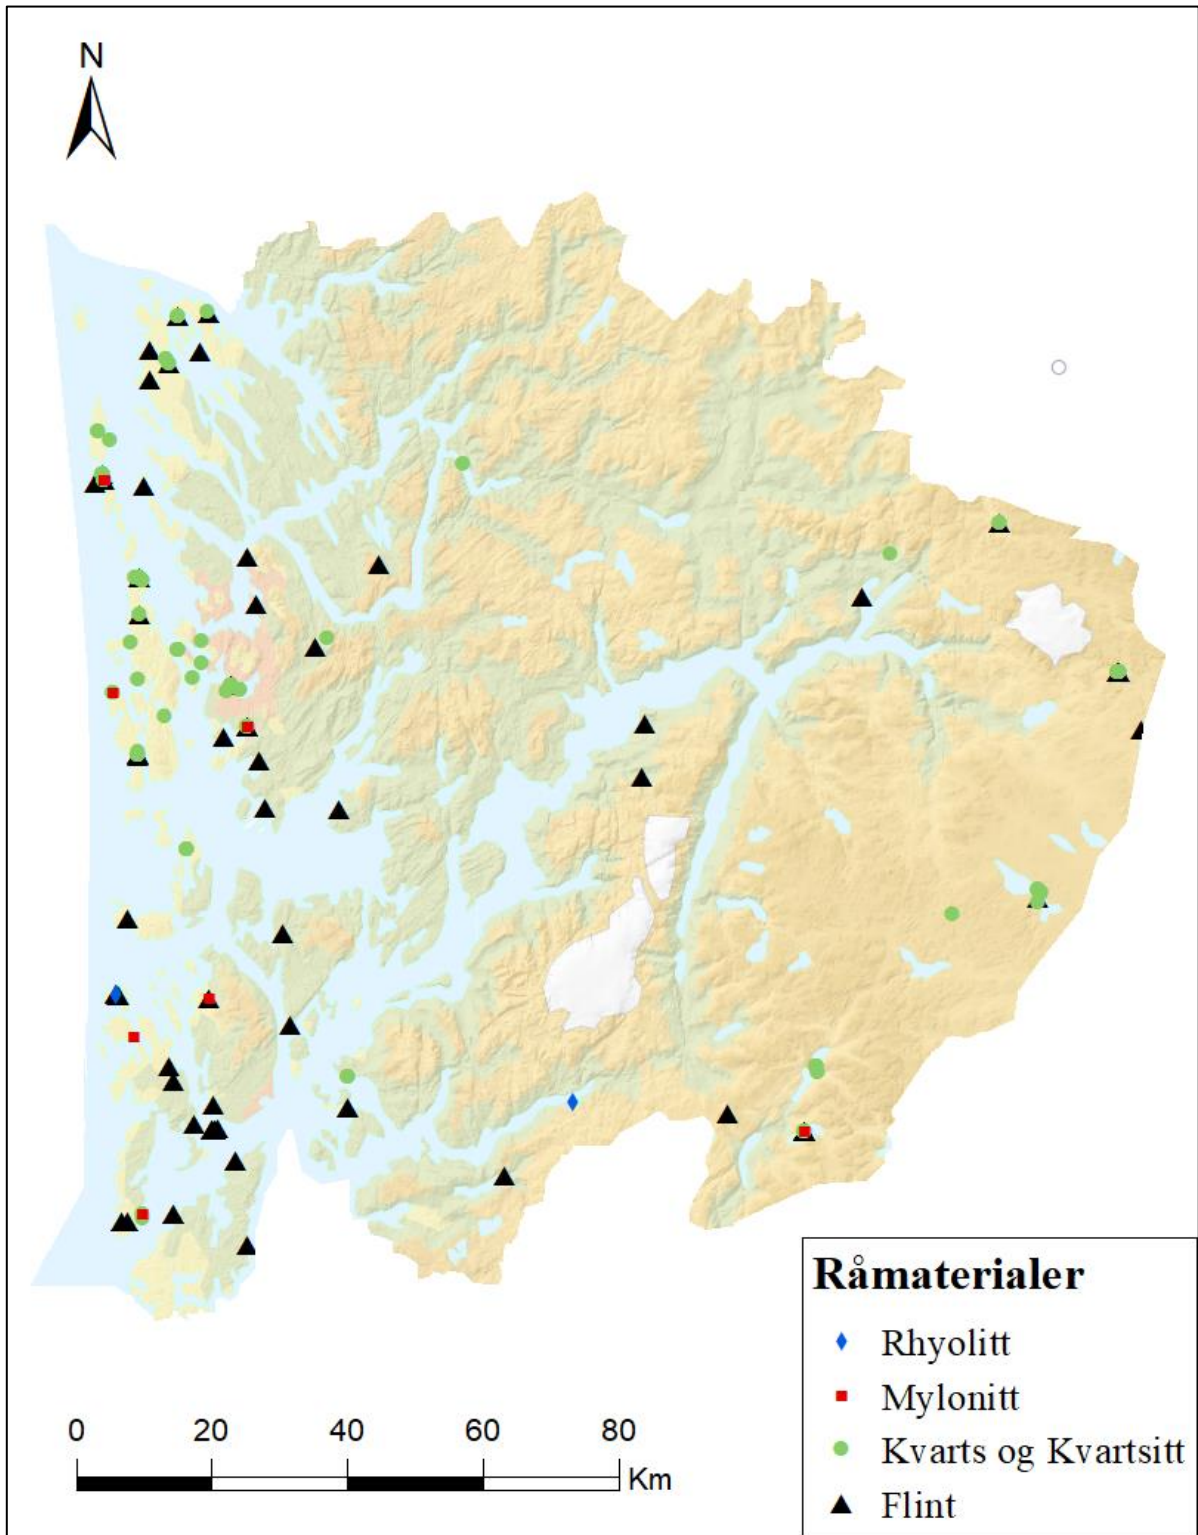 N
Råmaterialer
Rhyolitt
Mylonitt
Kvarts og Kvartsitt
Flint
0 20 40 60 80
Km